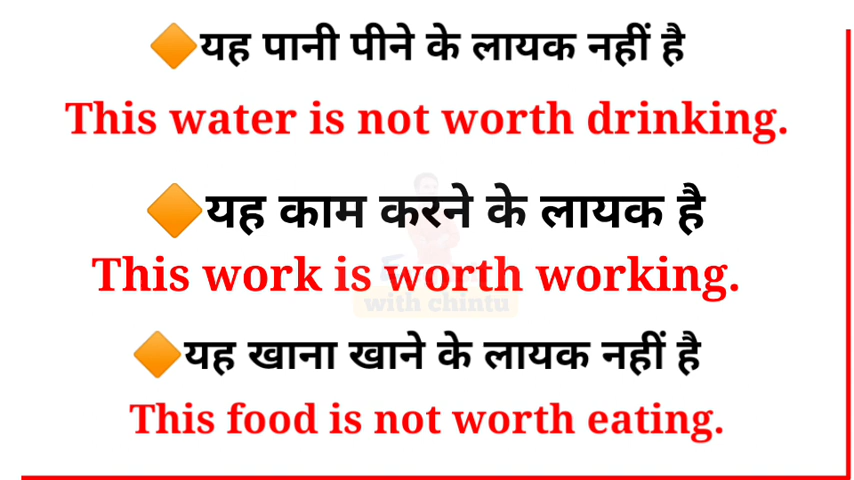 🔶यह पानी पीने के लायक नहीं है
This water is not worth drinking.
🔶यह काम करने के लायक है
This work is worth working.
with chintu
🔶यह खाना खाने के लायक नहीं है
This food is not worth eating.